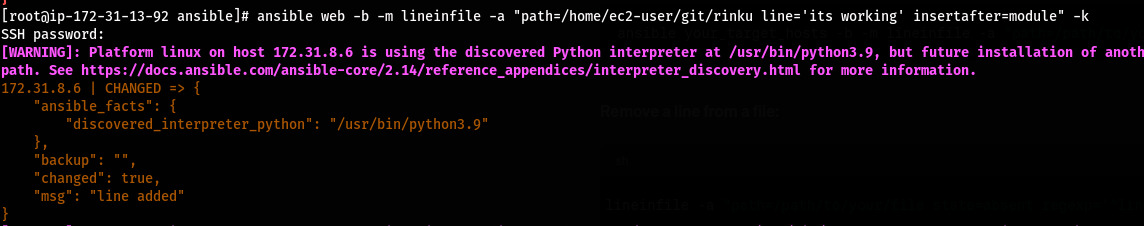 [root@ip-172-31-13-92 ansible]# ansible web -b -m lineinfile -a "path=/home/ec2-user/git/rinku line='its working' insertafter=module" -k
SSH password:
[WARNING]: Platform linux on host 172.31.8.6 is using the discovered Python interpreter at /usr/bin/python3.9, but future installation of anoth
path. See https://docs.ansible.com/ansible-core/2.14/reference_appendices/interpreter_discovery.html for more information.
172.31.8.6 | CHANGED => {
    "ansible_facts": {
        "discovered_interpreter_python": "/usr/bin/python3.9"
    },
    "backup": "",
    "changed": true,
    "msg": "line added"
}
Remove a line from a file: